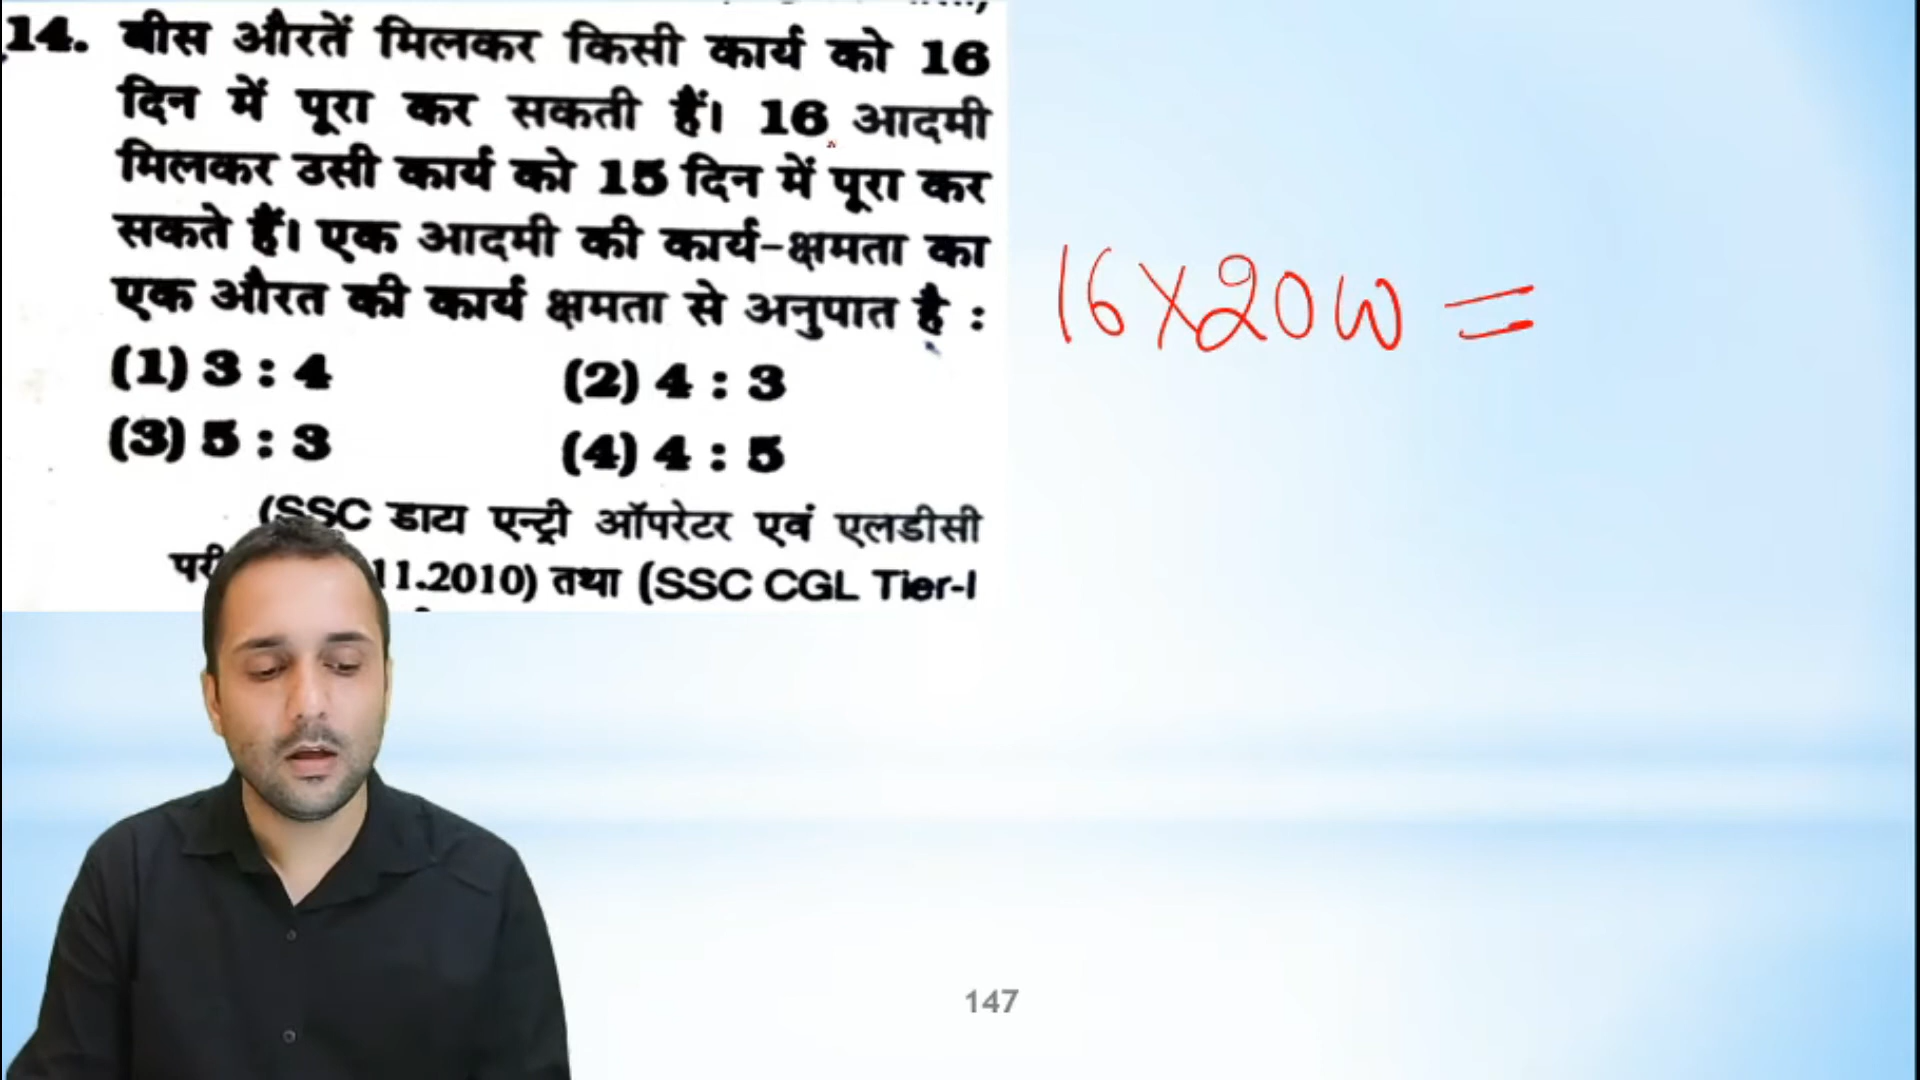 14. बीस औरतें मिलकर किसी कार्य को 16
दिन में पूरा कर सकती हैं। 16 आदमी
मिलकर उसी कार्य को 15 दिन में पूरा कर
सकते हैं। एक आदमी की कार्य-क्षमता का
एक औरत की कार्य क्षमता से अनुपात है :
(1) 3 : 4 (2) 4 : 3
(3) 5 : 3 (4) 4 : 5
(SSC डाटा एन्ट्री ऑपरेटर एवं एलडीसी
11.2010) तथा (SSC CGL Tier-I
16×20W =
147